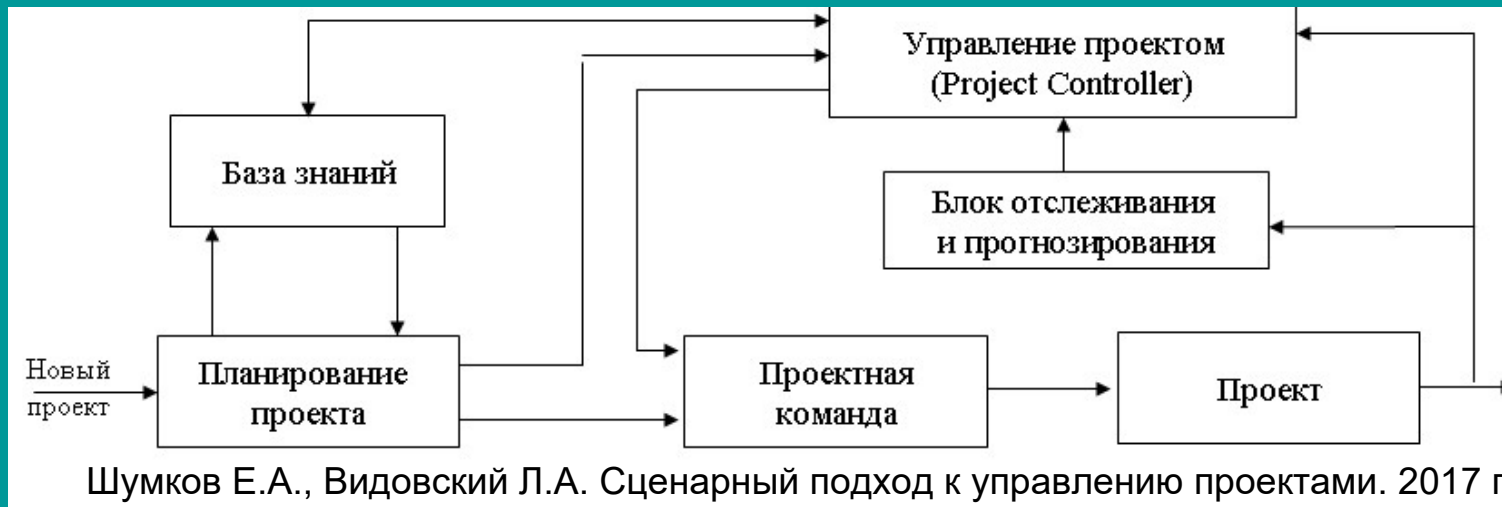 Управление проектом
(Project Controller)
База знаний
Блок отслеживания
и прогнозирования
Новый
проект
Планирование
проекта
Проектная
команда
Проект
Шумков Е.А., Видовский Л.А. Сценарный подход к управлению проектами. 2017 г